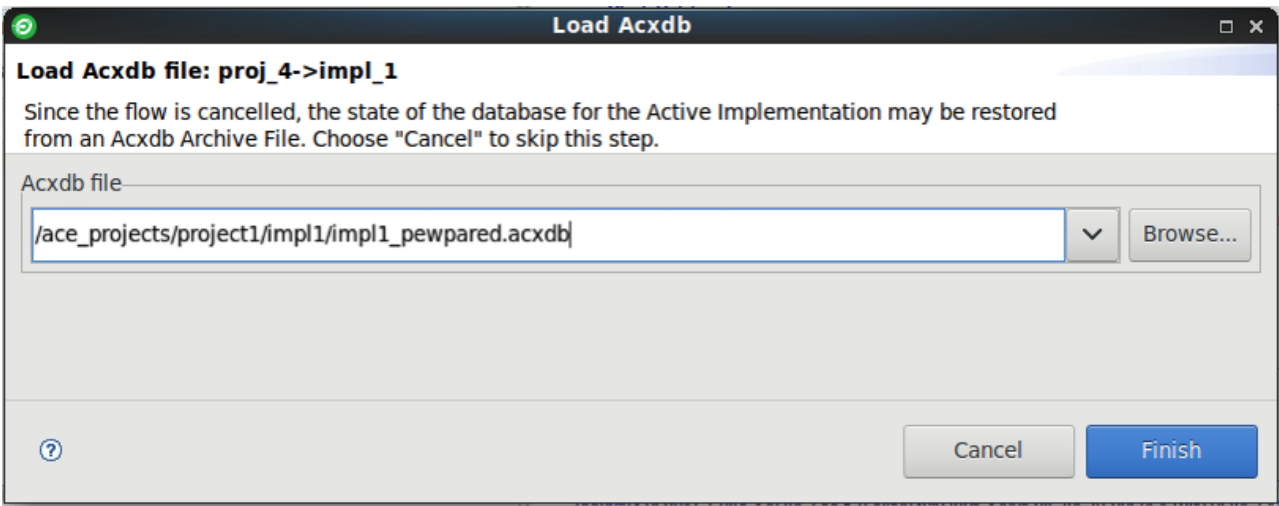 Load Acxdb
Load Acxdb file: proj_4->impl_1
Since the flow is cancelled, the state of the database for the Active Implementation may be restored
from an Acxdb Archive File. Choose "Cancel" to skip this step.
Acxdb file
/ace_projects/project1/impl1/impl1_pewpared.acxdb
Browse...
Cancel
Finish